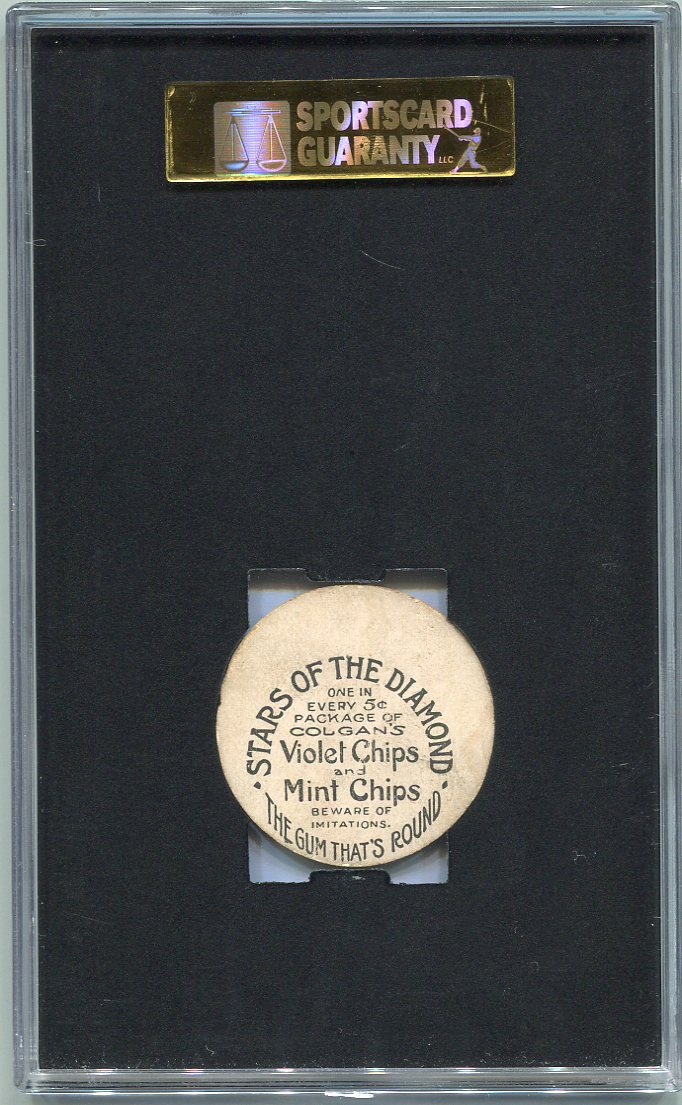 SPORTSCARD
GUARANTY LLC
STARS OF THE DIAMOND
ONE IN
EVERY 5¢
PACKAGE OF
COLGAN'S
Violet Chips
and
Mint Chips
BEWARE OF
IMITATIONS.
THE GUM THAT'S ROUND